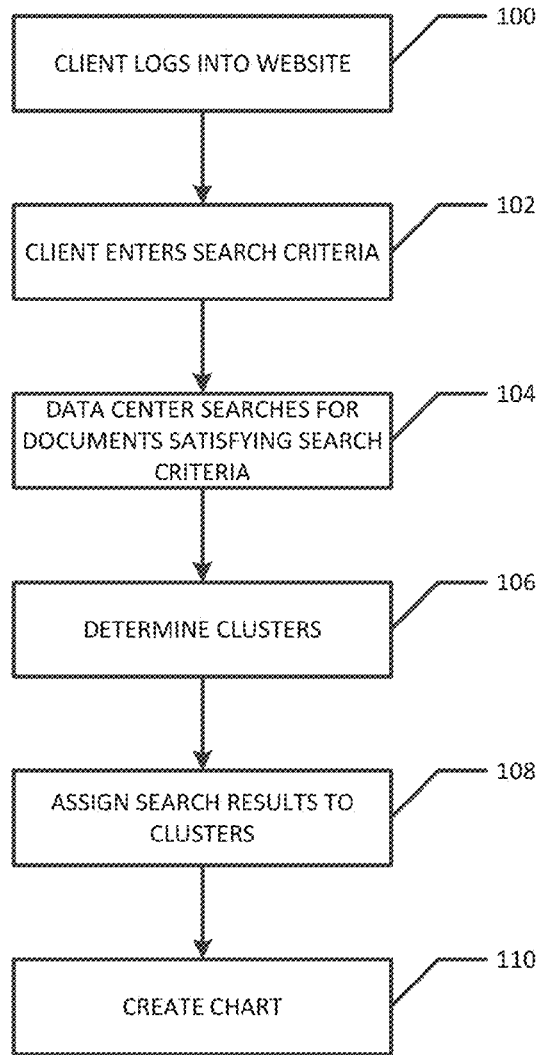 100
CLIENT LOGS INTO WEBSITE
102
CLIENT ENTERS SEARCH CRITERIA
104
DATA CENTER SEARCHES FOR
DOCUMENTS SATISFYING SEARCH
CRITERIA
106
DETERMINE CLUSTERS
108
ASSIGN SEARCH RESULTS TO
CLUSTERS
110
CREATE CHART